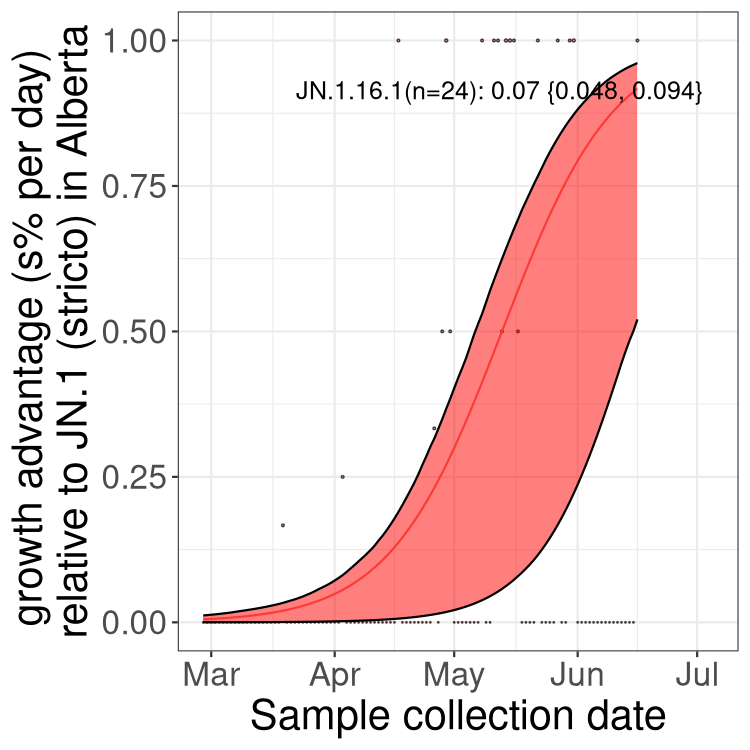 growth advantage (s% per day)
relative to JN.1 (stricto) in Alberta
1.00
0.75
0.50
0.25
0.00
JN.1.16.1(n=24): 0.07 {0.048, 0.094}
Mar Apr May Jun Jul
Sample collection date